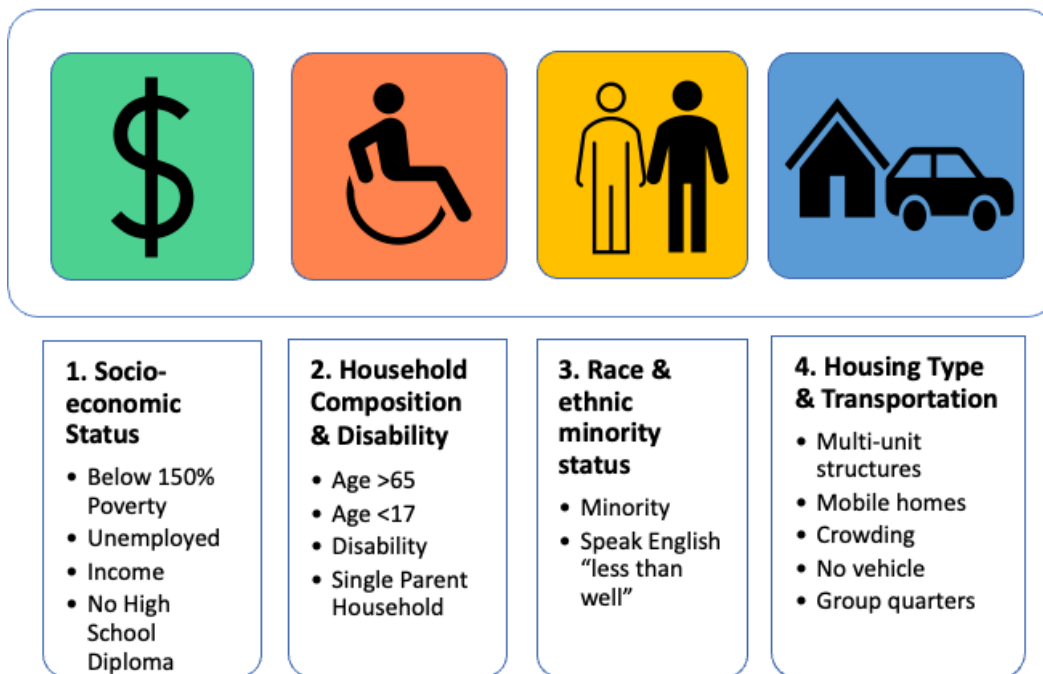 1. Socio-
economic
Status
• Below 150%
Poverty
• Unemployed
• Income
• No High
School
Diploma
2. Household
Composition
& Disability
• Age >65
• Age <17
• Disability
• Single Parent
Household
3. Race &
ethnic
minority
status
• Minority
• Speak English
“less than
well”
4. Housing Type
& Transportation
• Multi-unit
structures
• Mobile homes
• Crowding
• No vehicle
• Group quarters